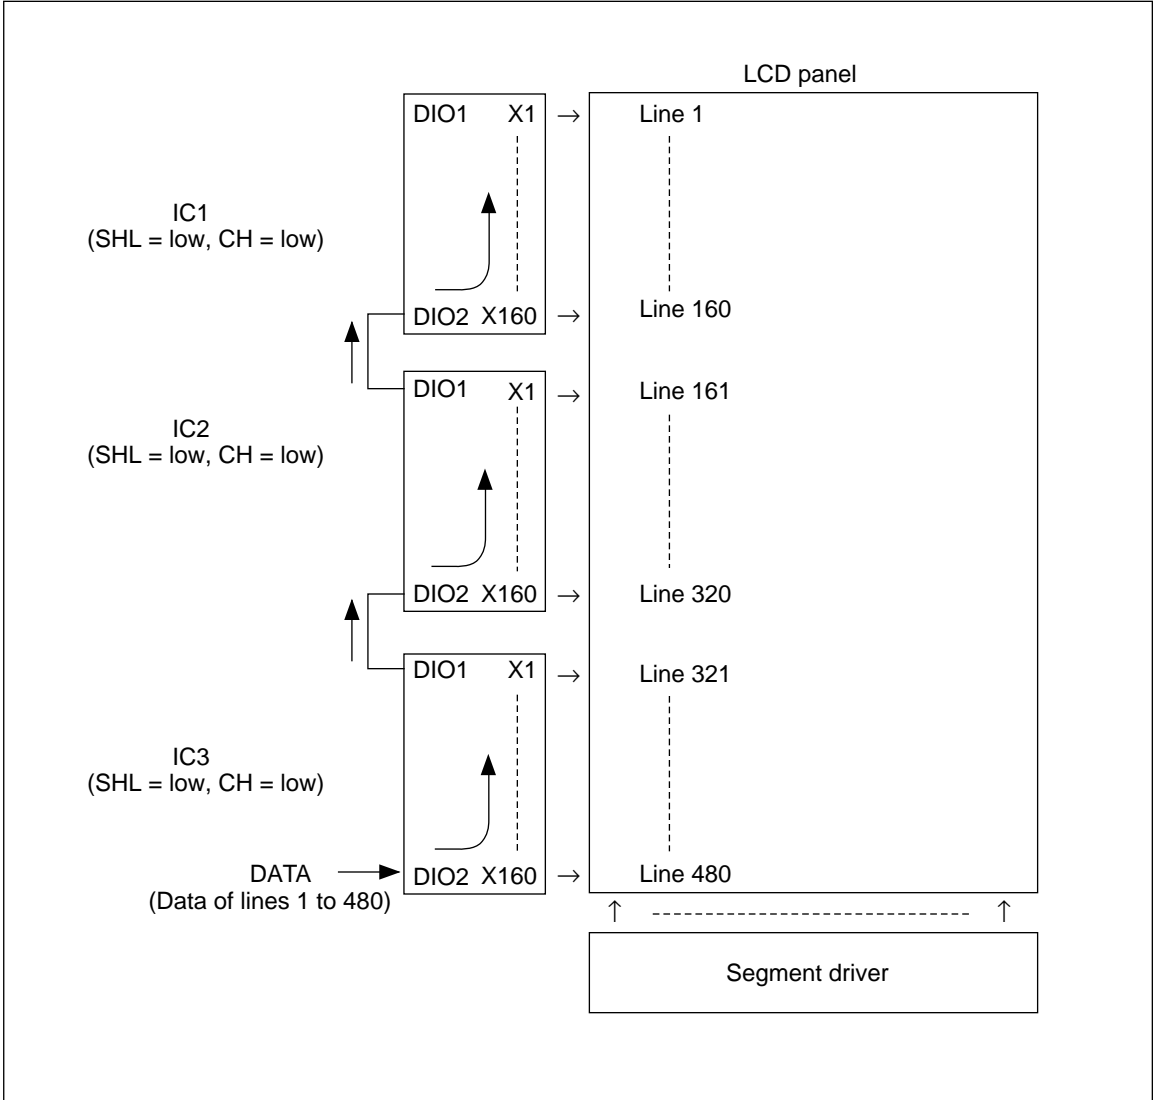 LCD panel
DIO1 X1 → Line 1
IC1
(SHL = low, CH = low)
DIO2 X160 → Line 160
DIO1 X1 → Line 161
IC2
(SHL = low, CH = low)
DIO2 X160 → Line 320
DIO1 X1 → Line 321
IC3
(SHL = low, CH = low)
DATA
(Data of lines 1 to 480)
DIO2 X160 → Line 480
Segment driver